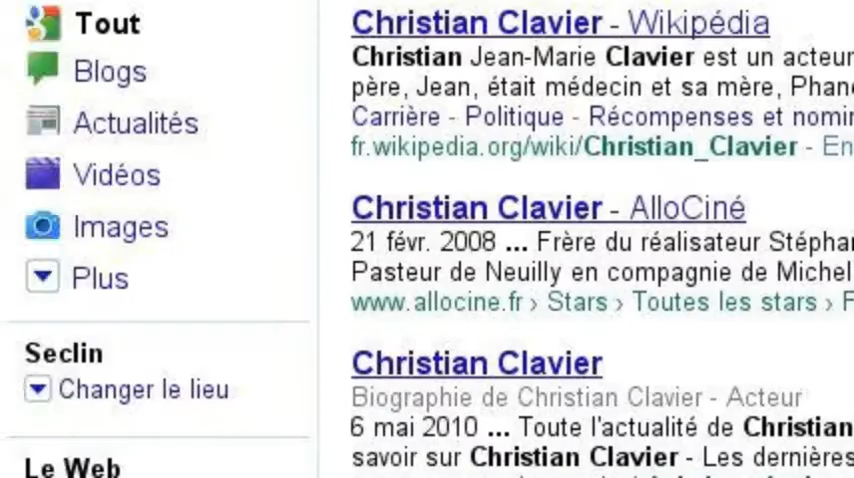 Tout
Blogs
Actualités
Vidéos
Images
Plus
Seclin
Changer le lieu
Le Web
Christian Clavier - Wikipédia
Christian Jean-Marie Clavier est un acteur
père, Jean, était médecin et sa mère, Phan
Carrière - Politique - Récompenses et nomin
fr.wikipedia.org/wiki/Christian_Clavier - En
Christian Clavier - AlloCiné
21 févr. 2008 ... Frère du réalisateur Stéphan
Pasteur de Neuilly en compagnie de Michel
www.allocine.fr › Stars › Toutes les stars › F
Christian Clavier
Biographie de Christian Clavier - Acteur
6 mai 2010 ... Toute l'actualité de Christian
savoir sur Christian Clavier - Les dernières